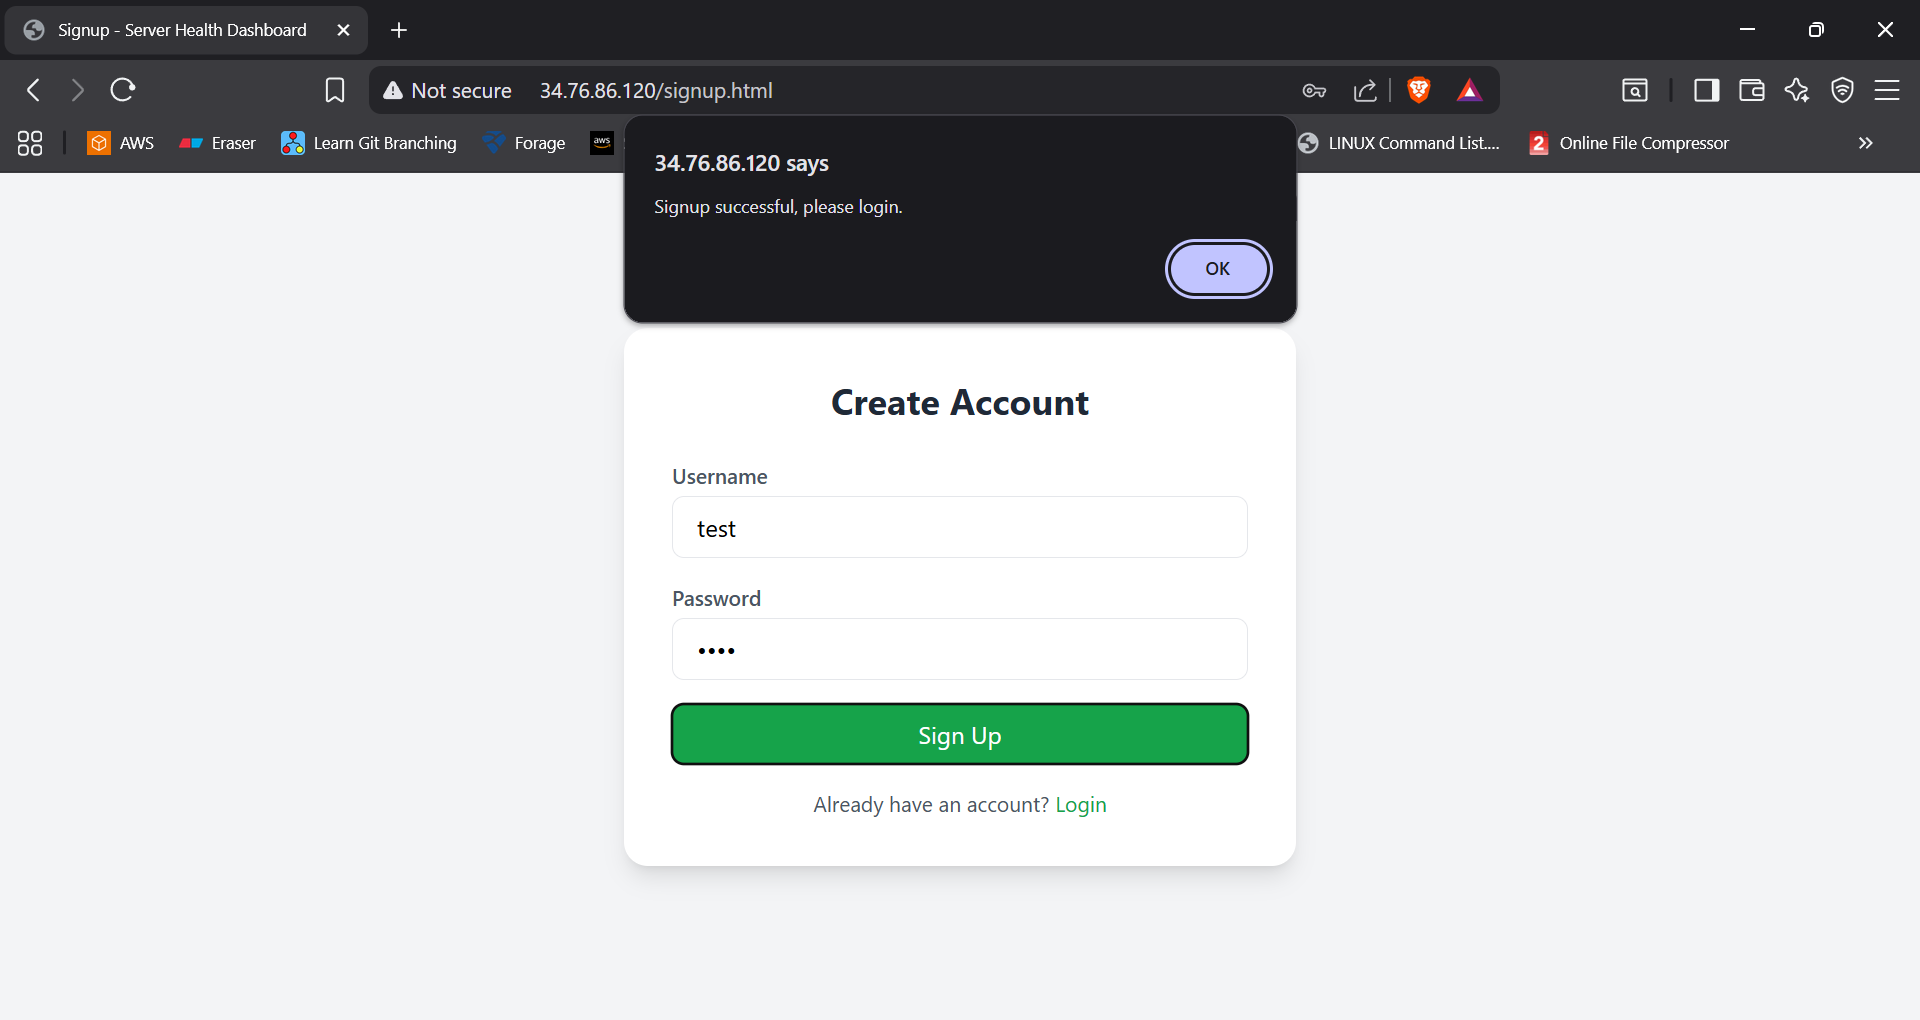 Signup - Server Health Dashboard
Not secure 34.76.86.120/signup.html
AWS Eraser Learn Git Branching Forage aws LINUX Command List.... 2 Online File Compressor
34.76.86.120 says
Signup successful, please login.
OK
Create Account
Username
test
Password
••••
Sign Up
Already have an account? Login